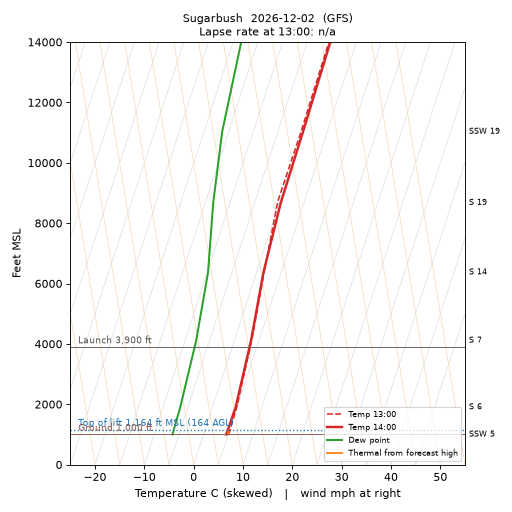 Sugarbush  2026-12-02  (GFS)
Lapse rate at 13:00: n/a
14000
12000
10000
8000
6000
4000
2000
0
Feet MSL
SSW 19
S 19
S 14
S 7
S 6
SSW 5
Launch 3,900 ft
Top of lift 1,164 ft MSL (164 AGL)
Ground 1,000 ft
Temp 13:00
Temp 14:00
Dew point
Thermal from forecast high
−20 −10 0 10 20 30 40 50
Temperature C (skewed)   |   wind mph at right